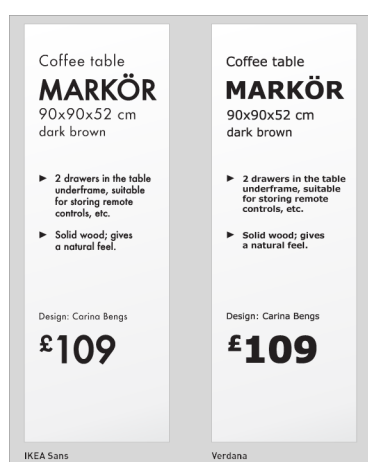 Coffee table
MARKÖR
90x90x52 cm
dark brown
► 2 drawers in the table
underframe, suitable
for storing remote
controls, etc.
► Solid wood; gives
a natural feel.
Design: Carina Bengs
£109
IKEA Sans
Coffee table
MARKÖR
90x90x52 cm
dark brown
► 2 drawers in the table
underframe, suitable
for storing remote
controls, etc.
► Solid wood; gives
a natural feel.
Design: Carina Bengs
£109
Verdana